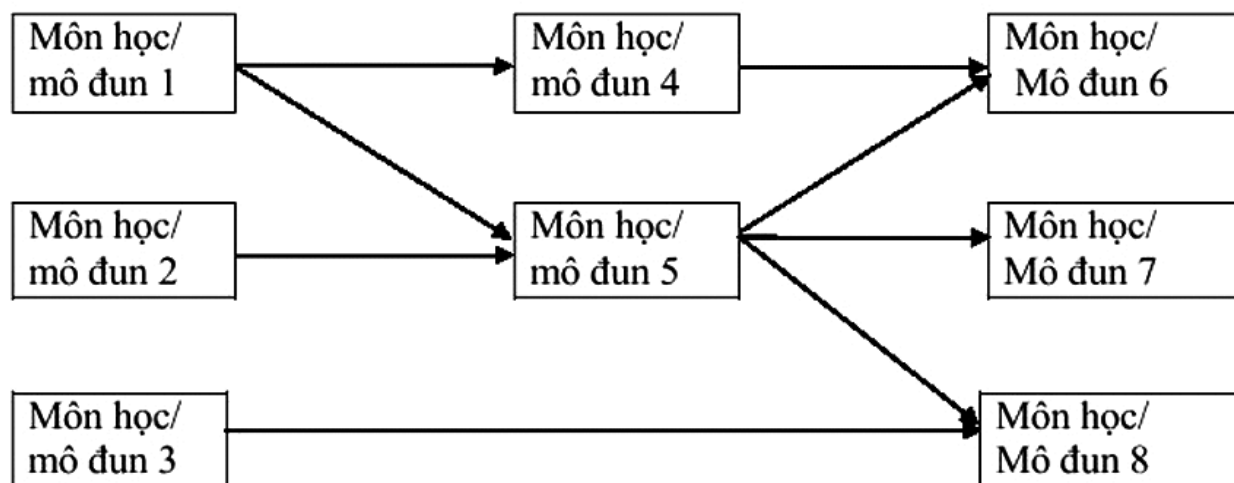 Môn học/
mô đun 1
Môn học/
mô đun 4
Môn học/
Mô đun 6
Môn học/
mô đun 2
Môn học/
mô đun 5
Môn học/
Mô đun 7
Môn học/
mô đun 3
Môn học/
Mô đun 8